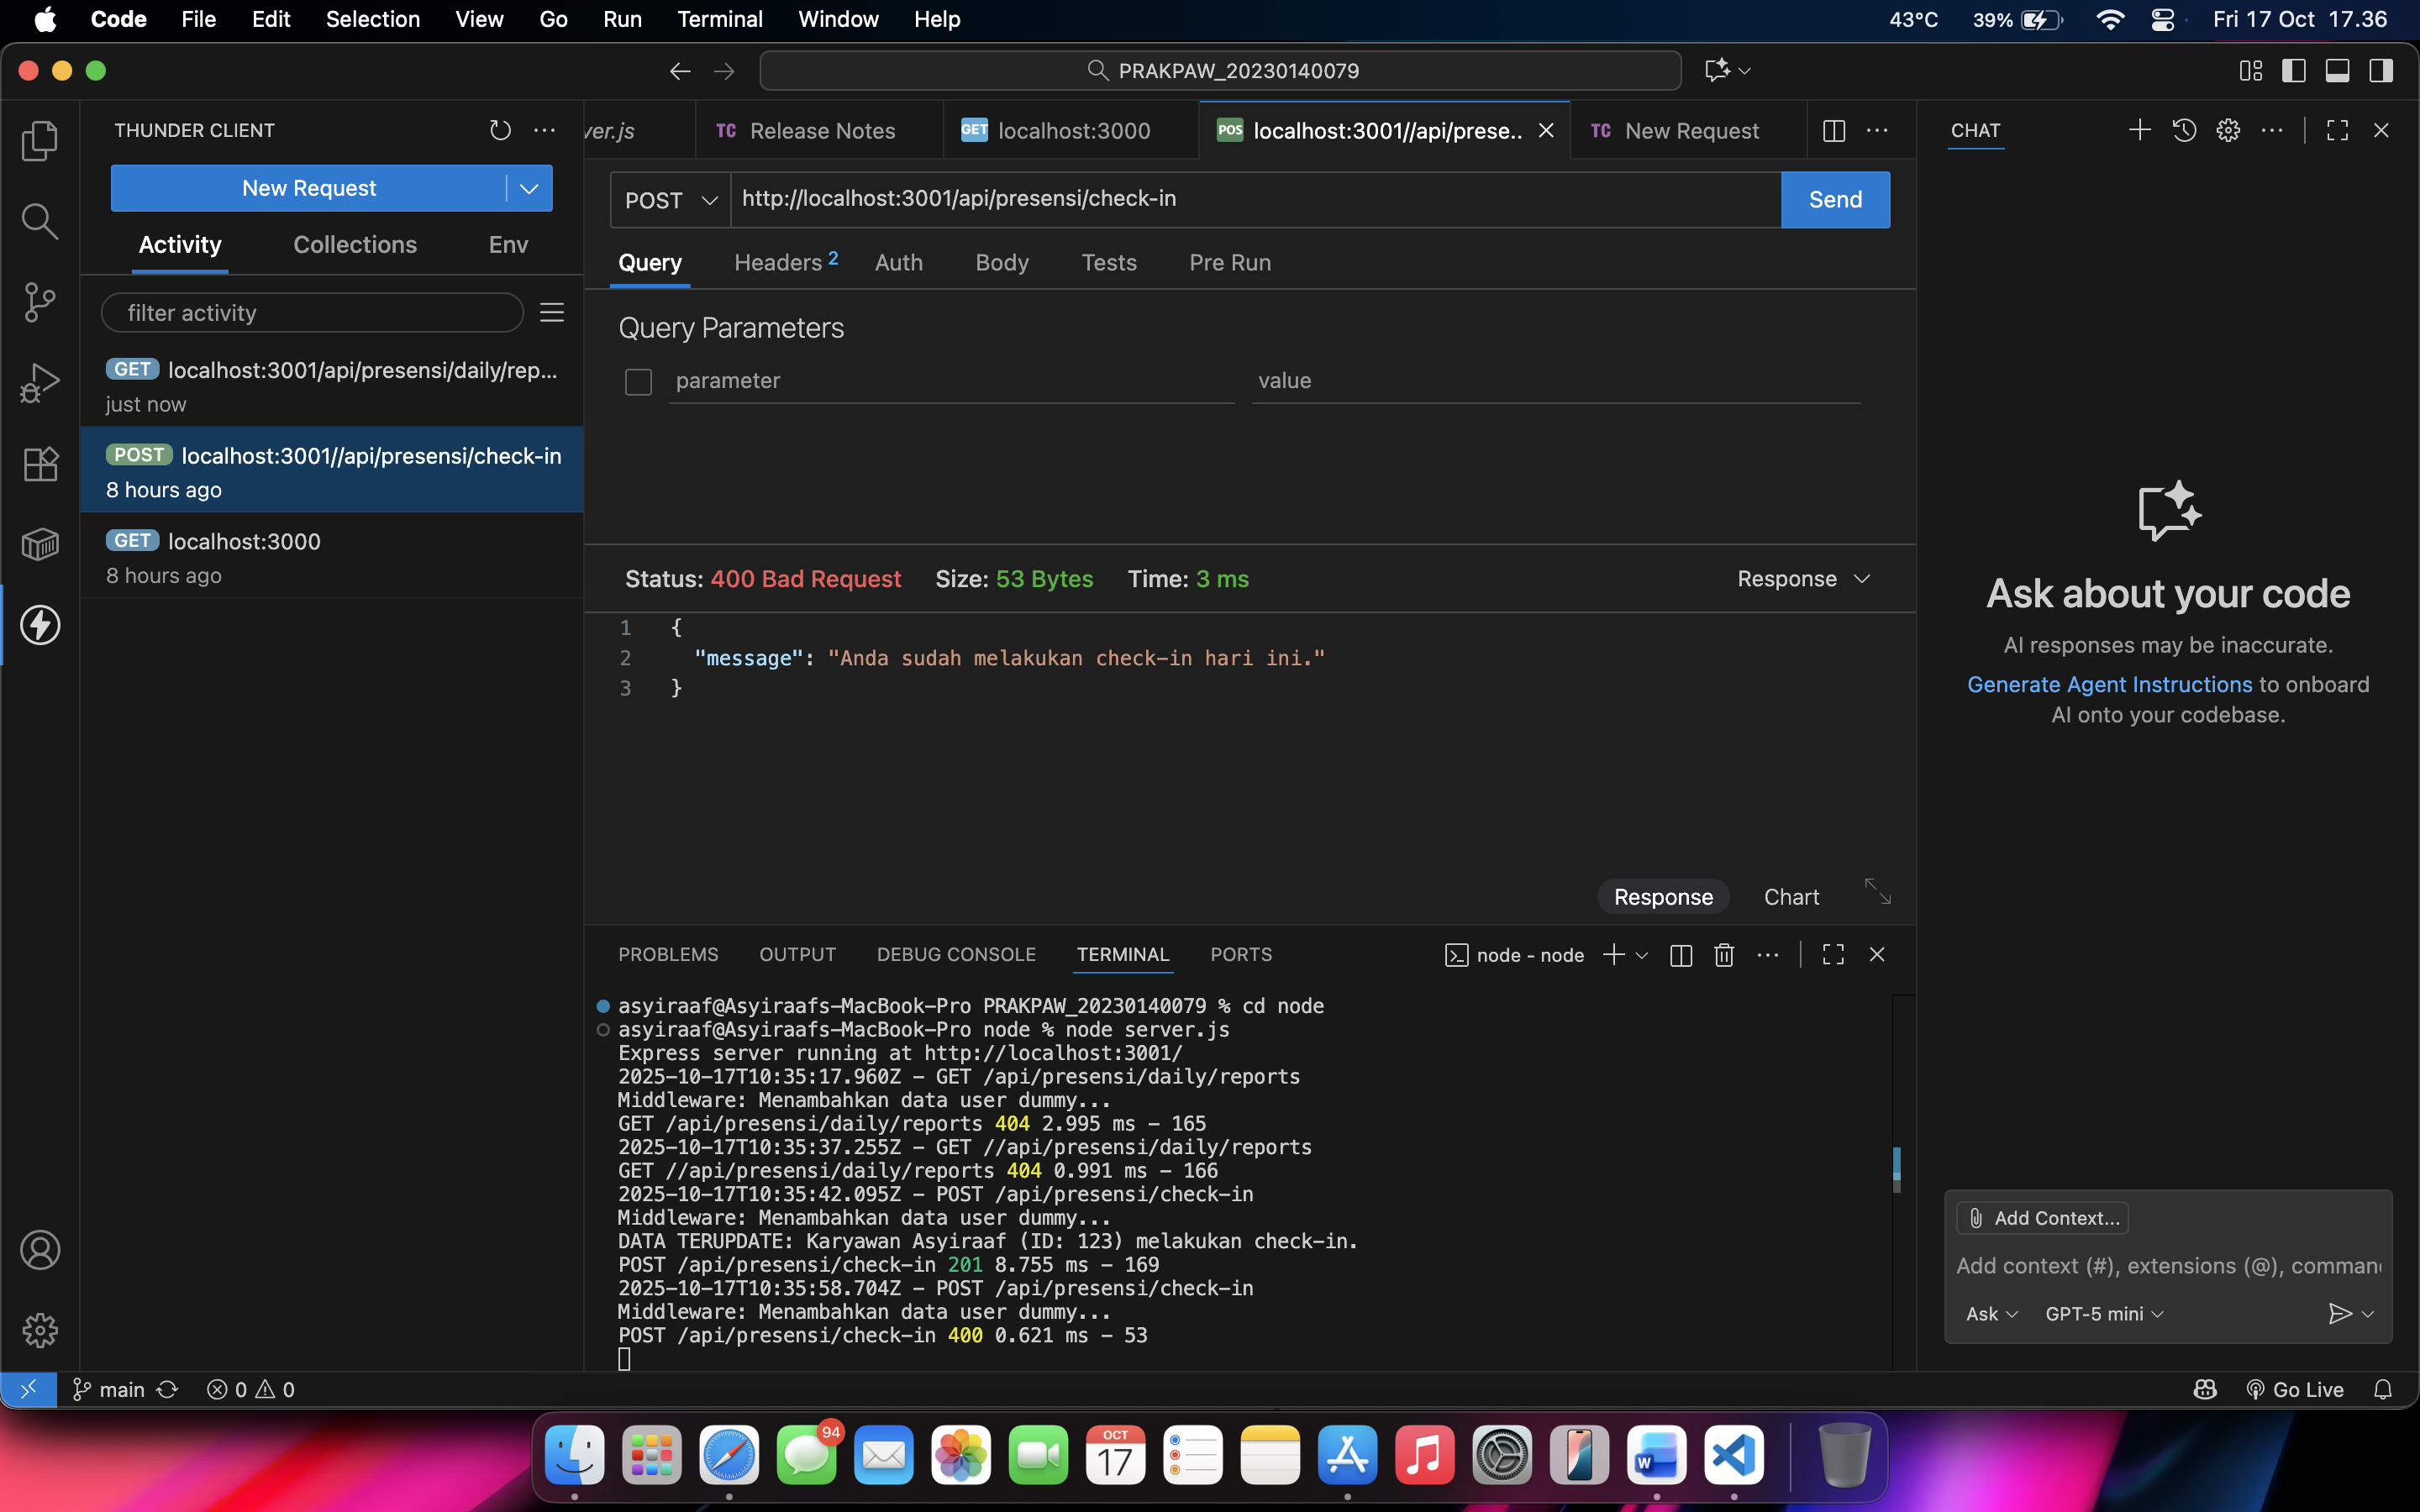 Code File Edit Selection View Go Run Terminal Window Help 43°C 39% Fri 17 Oct 17.36
PRAKPAW_20230140079
THUNDER CLIENT
New Request
Activity Collections Env
filter activity
GET localhost:3001/api/presensi/daily/rep...
just now
POST localhost:3001//api/presensi/check-in
8 hours ago
GET localhost:3000
8 hours ago
ver.js TC Release Notes GET localhost:3000 POS localhost:3001//api/prese.. TC New Request
POST http://localhost:3001/api/presensi/check-in Send
Query Headers 2 Auth Body Tests Pre Run
Query Parameters
parameter value
Status: 400 Bad Request Size: 53 Bytes Time: 3 ms Response
1 {
2 "message": "Anda sudah melakukan check-in hari ini."
3 }
Response Chart
PROBLEMS OUTPUT DEBUG CONSOLE TERMINAL PORTS node - node
asyiraaf@Asyiraafs-MacBook-Pro PRAKPAW_20230140079 % cd node
asyiraaf@Asyiraafs-MacBook-Pro node % node server.js
Express server running at http://localhost:3001/
2025-10-17T10:35:17.960Z - GET /api/presensi/daily/reports
Middleware: Menambahkan data user dummy...
GET /api/presensi/daily/reports 404 2.995 ms - 165
2025-10-17T10:35:37.255Z - GET //api/presensi/daily/reports
GET //api/presensi/daily/reports 404 0.991 ms - 166
2025-10-17T10:35:42.095Z - POST /api/presensi/check-in
Middleware: Menambahkan data user dummy...
DATA TERUPDATE: Karyawan Asyiraaf (ID: 123) melakukan check-in.
POST /api/presensi/check-in 201 8.755 ms - 169
2025-10-17T10:35:58.704Z - POST /api/presensi/check-in
Middleware: Menambahkan data user dummy...
POST /api/presensi/check-in 400 0.621 ms - 53
CHAT
Ask about your code
AI responses may be inaccurate.
Generate Agent Instructions to onboard
AI onto your codebase.
Add Context...
Add context (#), extensions (@), comman
Ask GPT-5 mini
main 0 0 Go Live
94
OCT
17
W